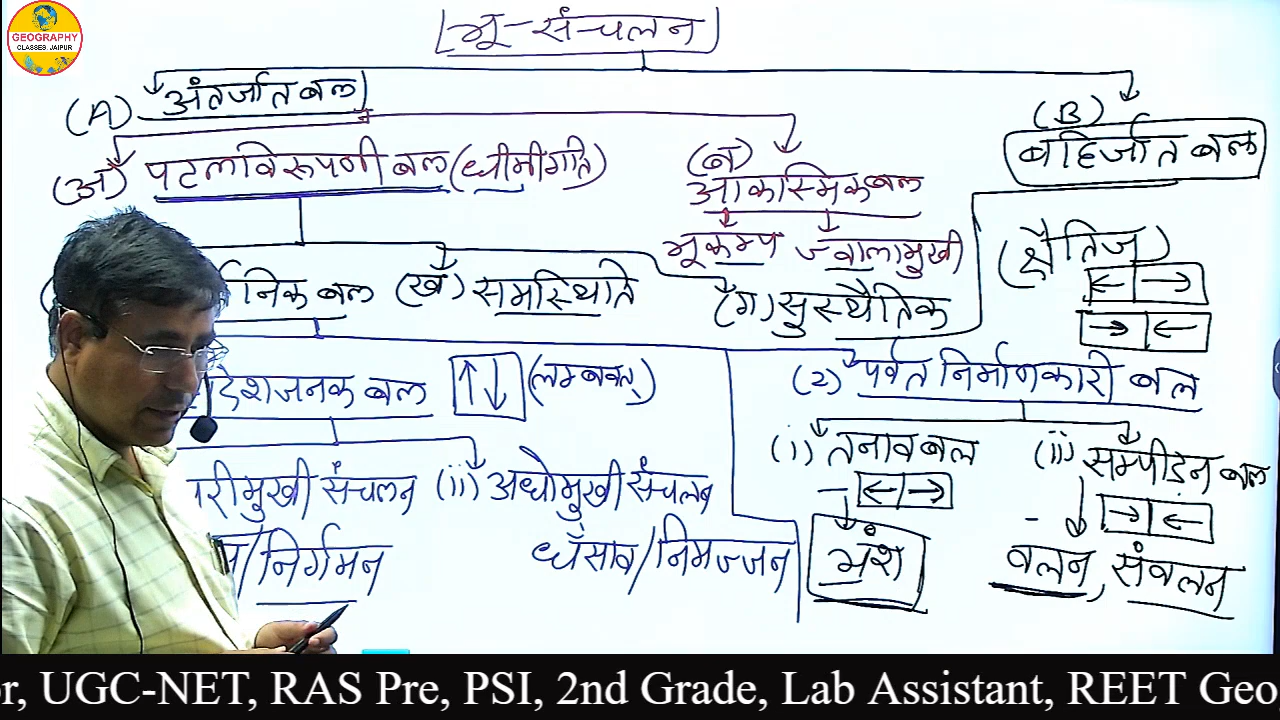 GEOGRAPHY
CLASSES, JAIPUR
भू-संचलन
(A) अंतर्जात बल
(B)
बहिर्जात बल
(अ) पटलविरूपणी बल (धीमी गति)
(ब)
आकस्मिक बल
भूकम्प ज्वालामुखी
(क्षैतिज)
निक बल (ख) समस्थिति (ग) सुस्थैतिक
देशजनक बल (लम्बवत्) (2) पर्वत निर्माणकारी बल
(i) तनाव बल (ii) सम्पीडन बल
रीमुखी संचलन (ii) अधोमुखी संचलन
/निर्गमन धँसाव/निमज्जन भ्रंश वलन, संवलन
r, UGC-NET, RAS Pre, PSI, 2nd Grade, Lab Assistant, REET Geo